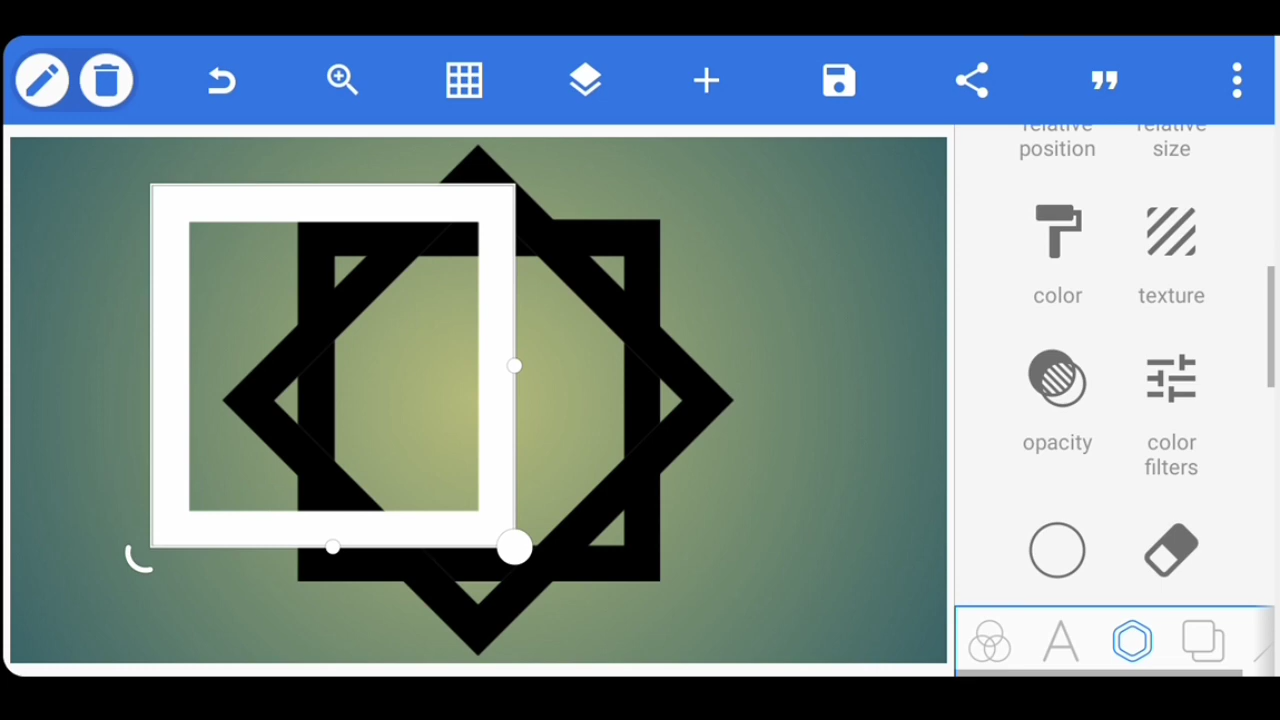 relative relative
position size
color texture
opacity color
filters